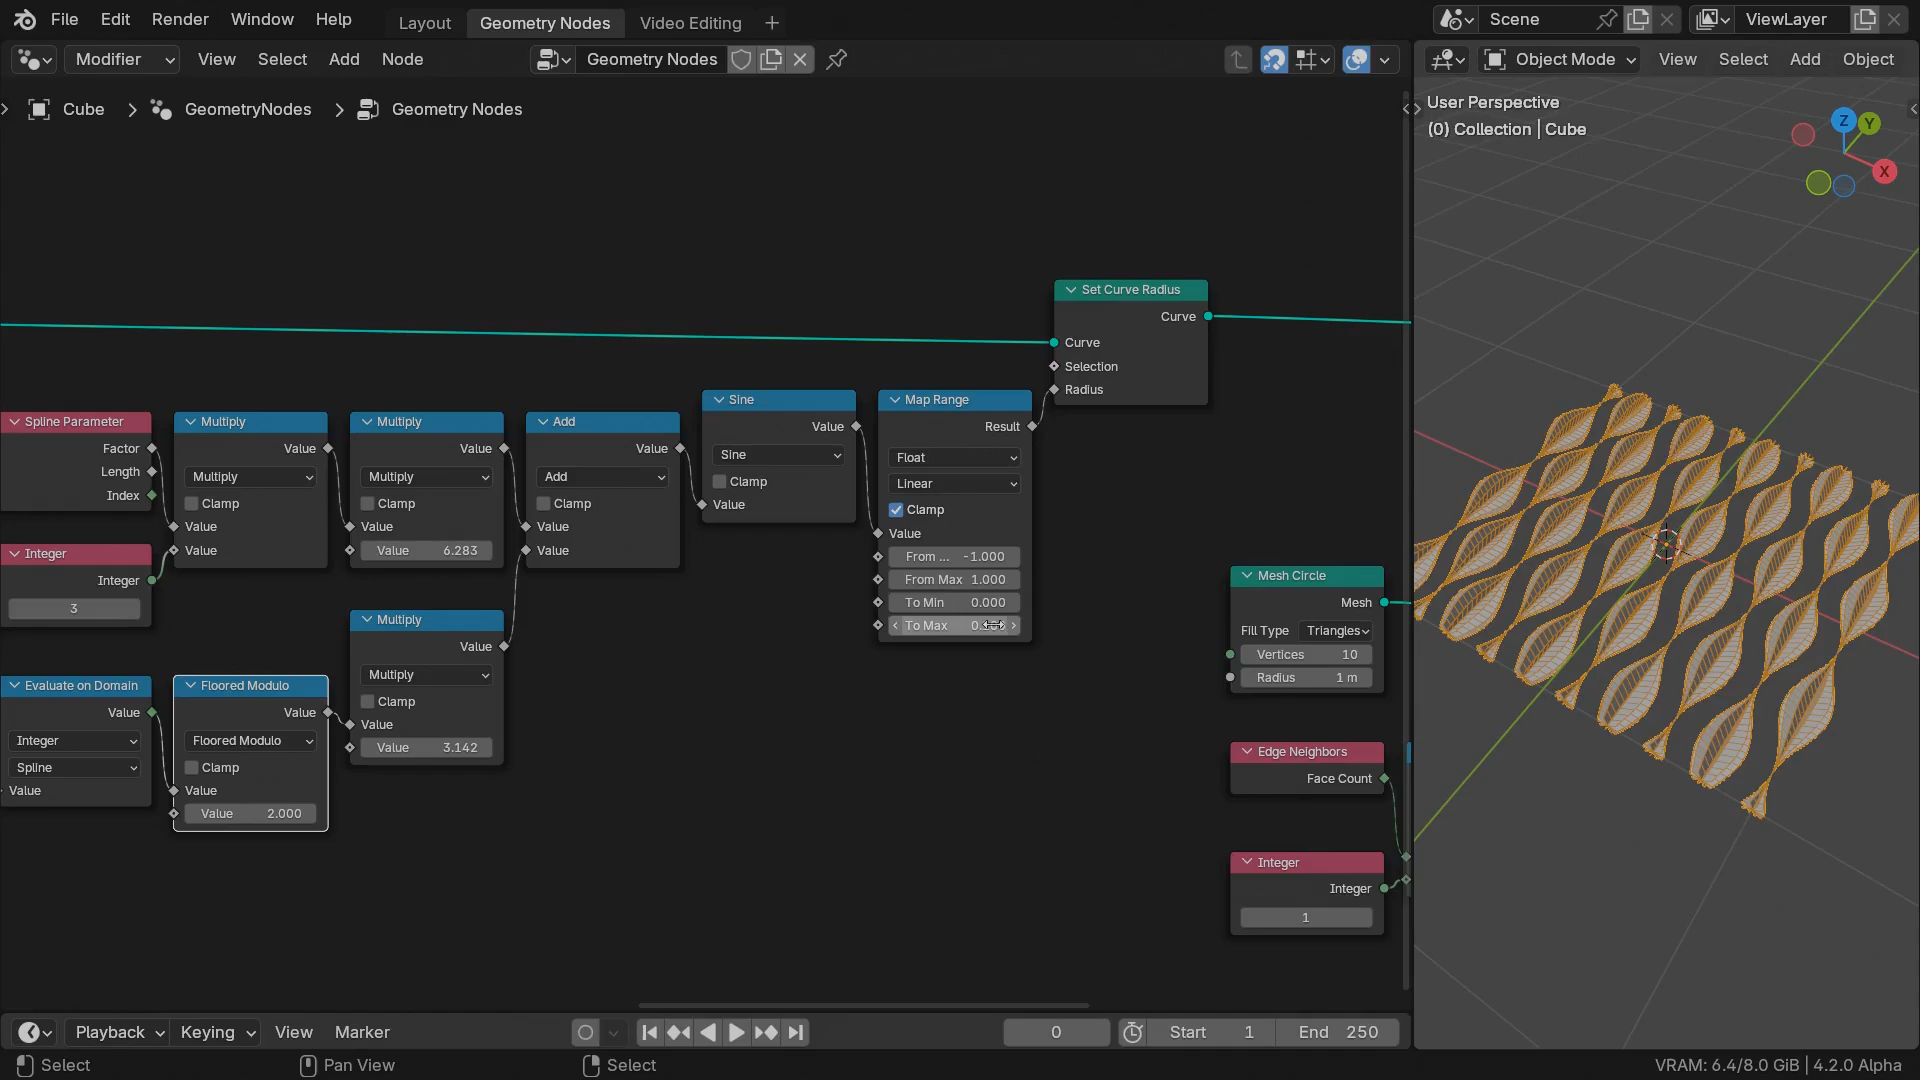 File Edit Render Window Help Layout Geometry Nodes Video Editing + Scene ViewLayer
Modifier View Select Add Node Geometry Nodes Object Mode View Select Add Object
Cube > GeometryNodes > Geometry Nodes
User Perspective
(0) Collection | Cube
Z
Y
X
Set Curve Radius
Curve
Curve
Selection
Radius
Spline Parameter
Factor
Length
Index
Integer
Integer
3
Evaluate on Domain
Value
Integer
Spline
Value
Multiply
Value
Multiply
Clamp
Value
Value
Floored Modulo
Value
Floored Modulo
Clamp
Value
Value 2.000
Multiply
Value
Multiply
Clamp
Value
Value 6.283
Multiply
Value
Multiply
Clamp
Value
Value 3.142
Add
Value
Add
Clamp
Value
Value
Sine
Value
Sine
Clamp
Value
Map Range
Result
Float
Linear
Clamp
Value
From ... -1.000
From Max 1.000
To Min 0.000
To Max
Mesh Circle
Mesh
Fill Type Triangles
Vertices 10
Radius 1 m
Edge Neighbors
Face Count
Integer
Integer
1
Playback Keying View Marker 0 Start 1 End 250
Select Pan View Select VRAM: 6.4/8.0 GiB | 4.2.0 Alpha